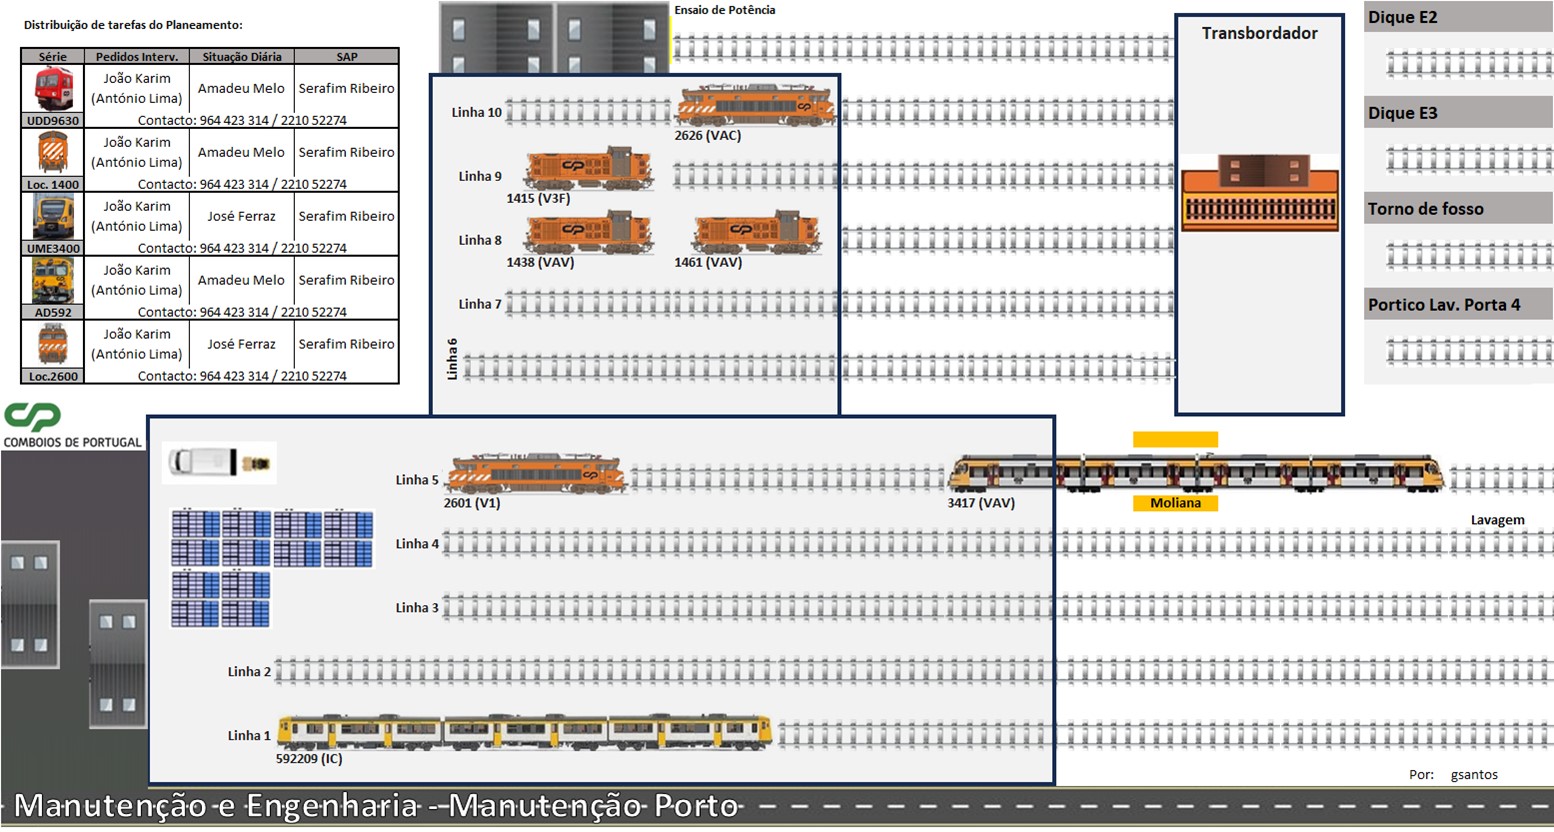 Distribuição de tarefas do Planeamento:
Série Pedidos Interv. Situação Diária SAP
João Karim
(António Lima) Amadeu Melo Serafim Ribeiro
UDD9630 Contacto: 964 423 314 / 2210 52274
João Karim
(António Lima) Amadeu Melo Serafim Ribeiro
Loc. 1400 Contacto: 964 423 314 / 2210 52274
João Karim
(António Lima) José Ferraz Serafim Ribeiro
UME3400 Contacto: 964 423 314 / 2210 52274
João Karim
(António Lima) Amadeu Melo Serafim Ribeiro
AD592 Contacto: 964 423 314 / 2210 52274
João Karim
(António Lima) José Ferraz Serafim Ribeiro
Loc.2600 Contacto: 964 423 314 / 2210 52274
Ensaio de Potência
Linha 10
2626 (VAC)
Linha 9
1415 (V3F)
Linha 8
1438 (VAV) 1461 (VAV)
Linha 7
Linha 6
Transbordador
Dique E2
Dique E3
Torno de fosso
Portico Lav. Porta 4
CP
COMBOIOS DE PORTUGAL
Linha 5
2601 (V1) 3417 (VAV) Moliana
Lavagem
Linha 4
Linha 3
Linha 2
Linha 1
592209 (IC)
Por: gsantos
Manutenção e Engenharia - Manutenção Porto